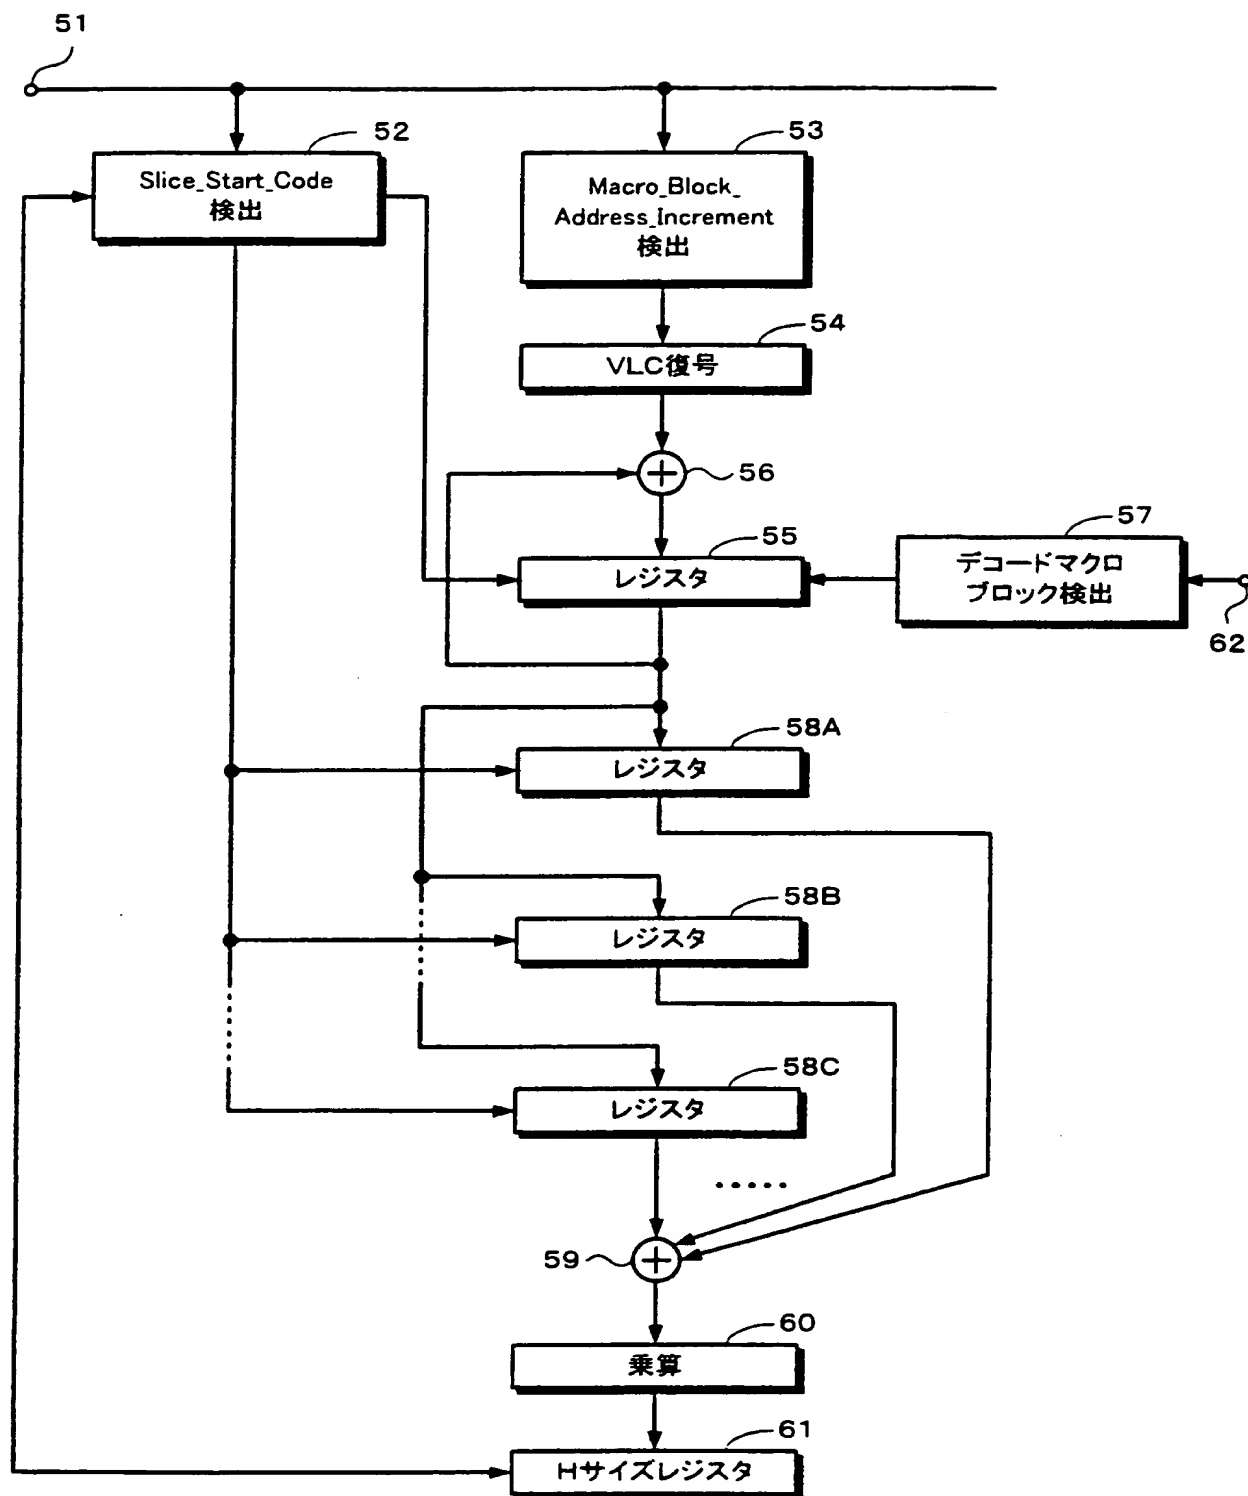 51
52
Slice_Start_Code
検出
53
Macro_Block_
Address_Increment
検出
54
VLC復号
56
55
レジスタ
57
デコードマクロ
ブロック検出
62
58A
レジスタ
58B
レジスタ
58C
レジスタ
59
60
乗算
61
Hサイズレジスタ